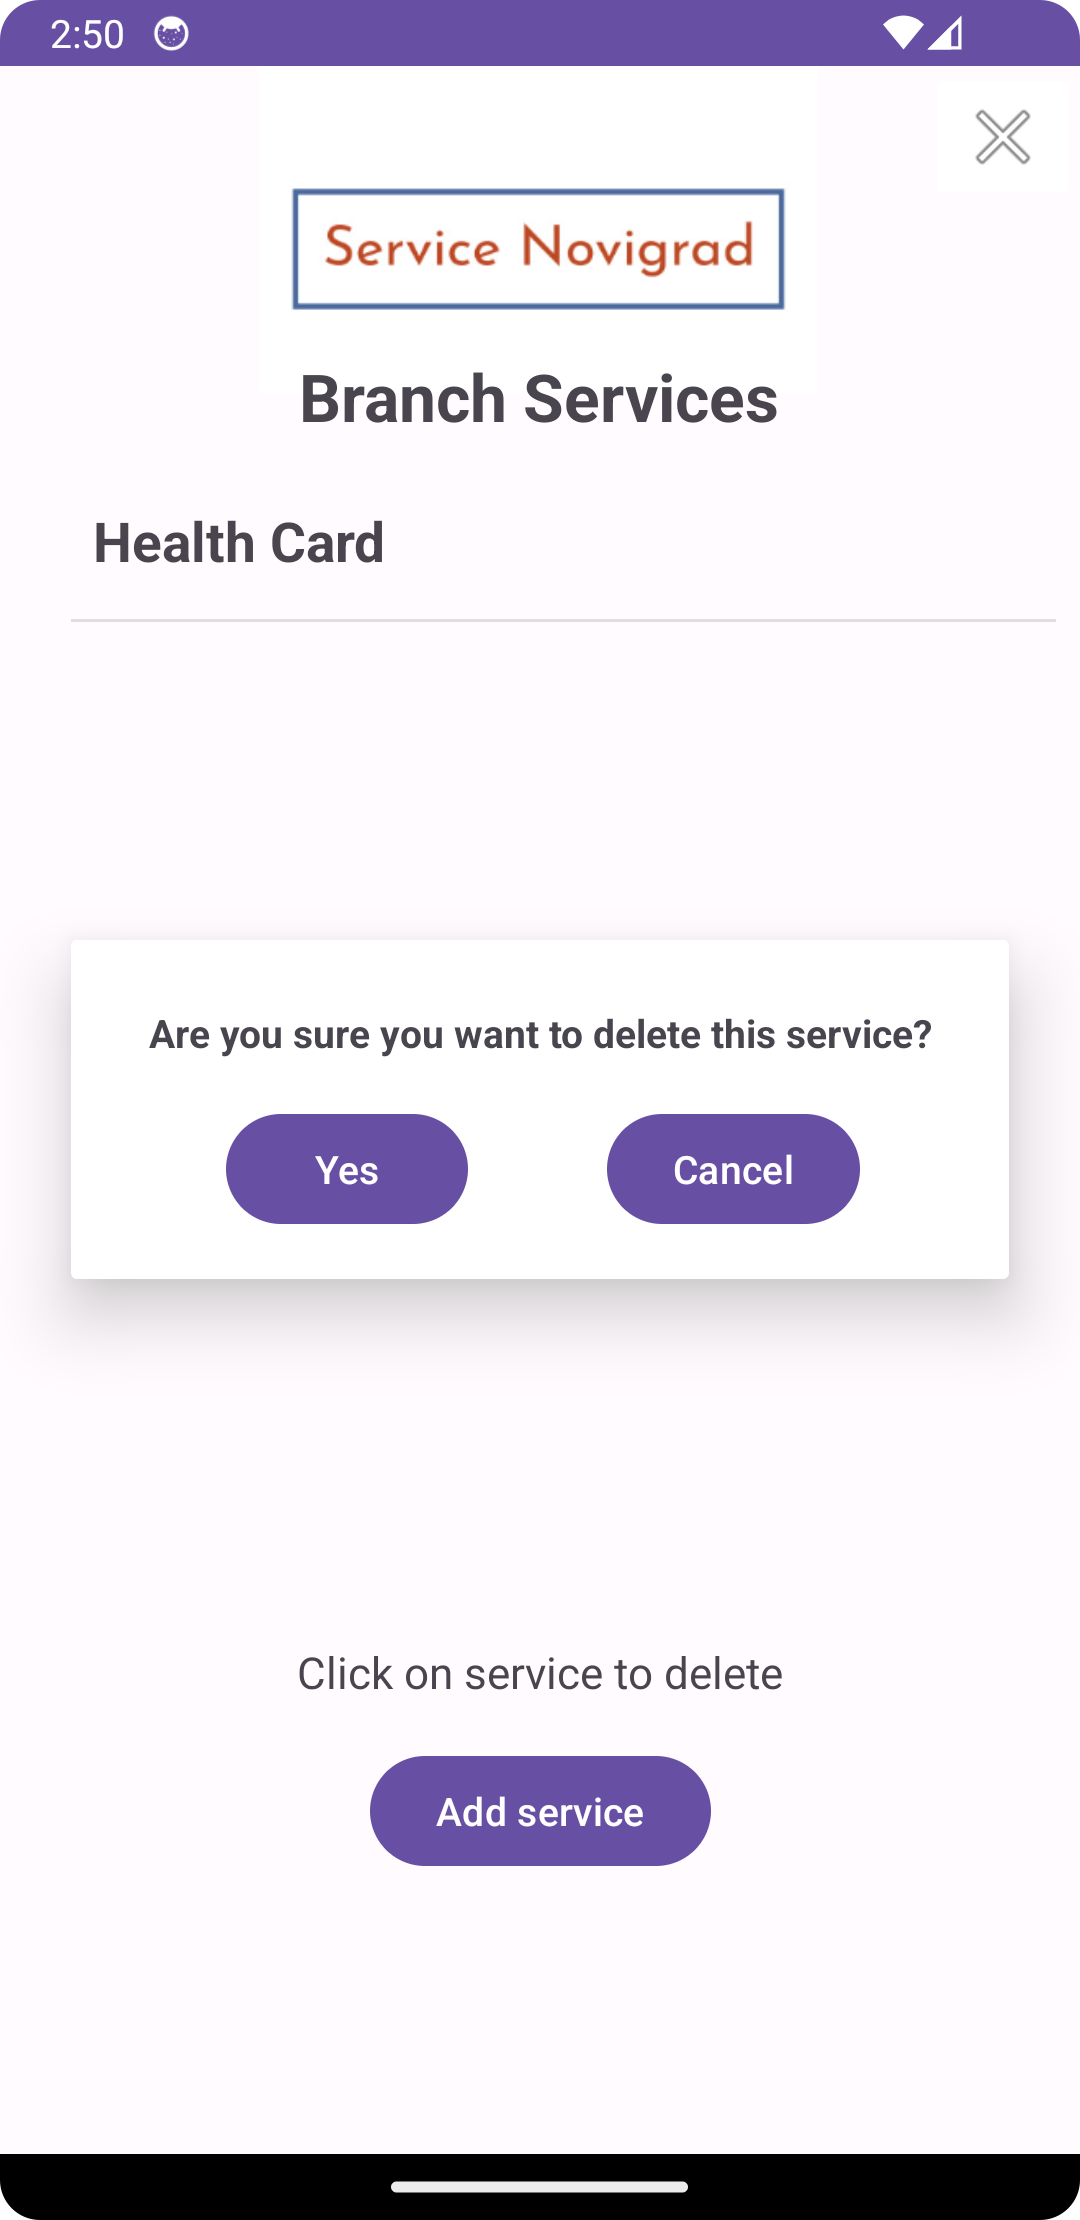 2:50
Service Novigrad
Branch Services
Health Card
Are you sure you want to delete this service?
Yes
Cancel
Click on service to delete
Add service